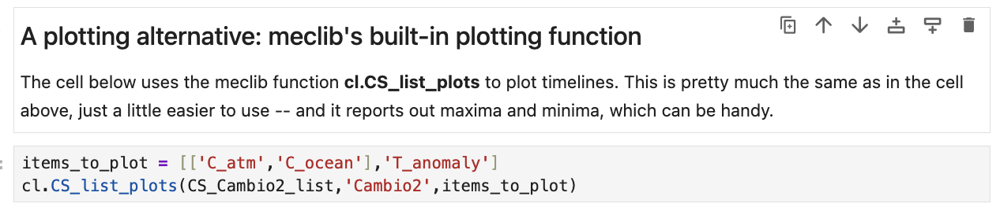 A plotting alternative: meclib's built-in plotting function
The cell below uses the meclib function cl.CS_list_plots to plot timelines. This is pretty much the same as in the cell
above, just a little easier to use -- and it reports out maxima and minima, which can be handy.
items_to_plot = [['C_atm','C_ocean'],'T_anomaly']
cl.CS_list_plots(CS_Cambio2_list,'Cambio2',items_to_plot)